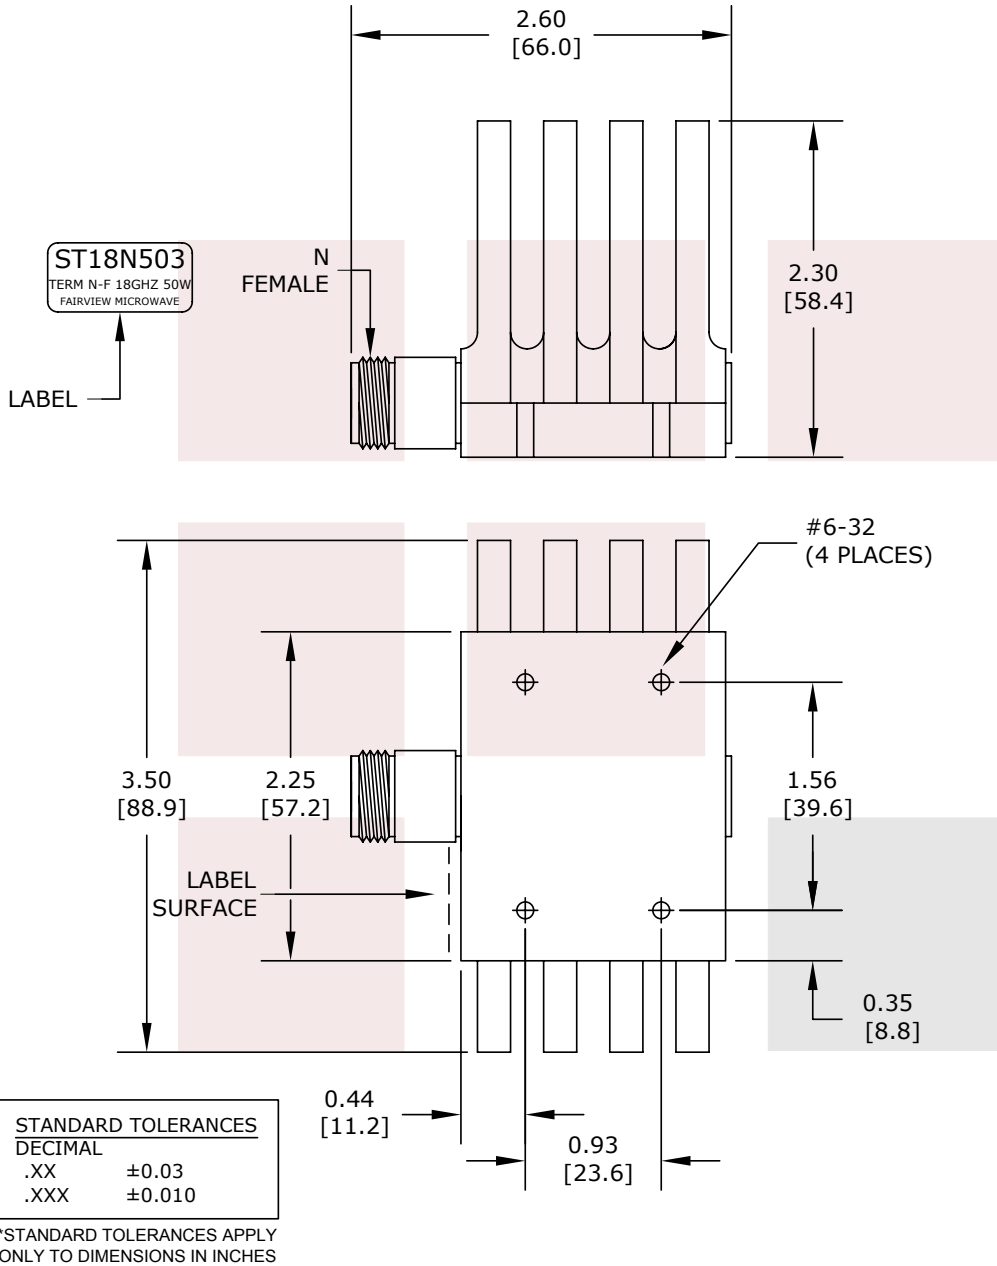 2.60
[66.0]
ST18N503
TERM N-F 18GHZ 50W
FAIRVIEW MICROWAVE
N
FEMALE
2.30
[58.4]
LABEL
#6-32
(4 PLACES)
3.50
[88.9]
2.25
[57.2]
1.56
[39.6]
LABEL
SURFACE
0.35
[8.8]
0.44
[11.2]
0.93
[23.6]
STANDARD TOLERANCES
DECIMAL
.XX ±0.03
.XXX ±0.010
*STANDARD TOLERANCES APPLY
ONLY TO DIMENSIONS IN INCHES